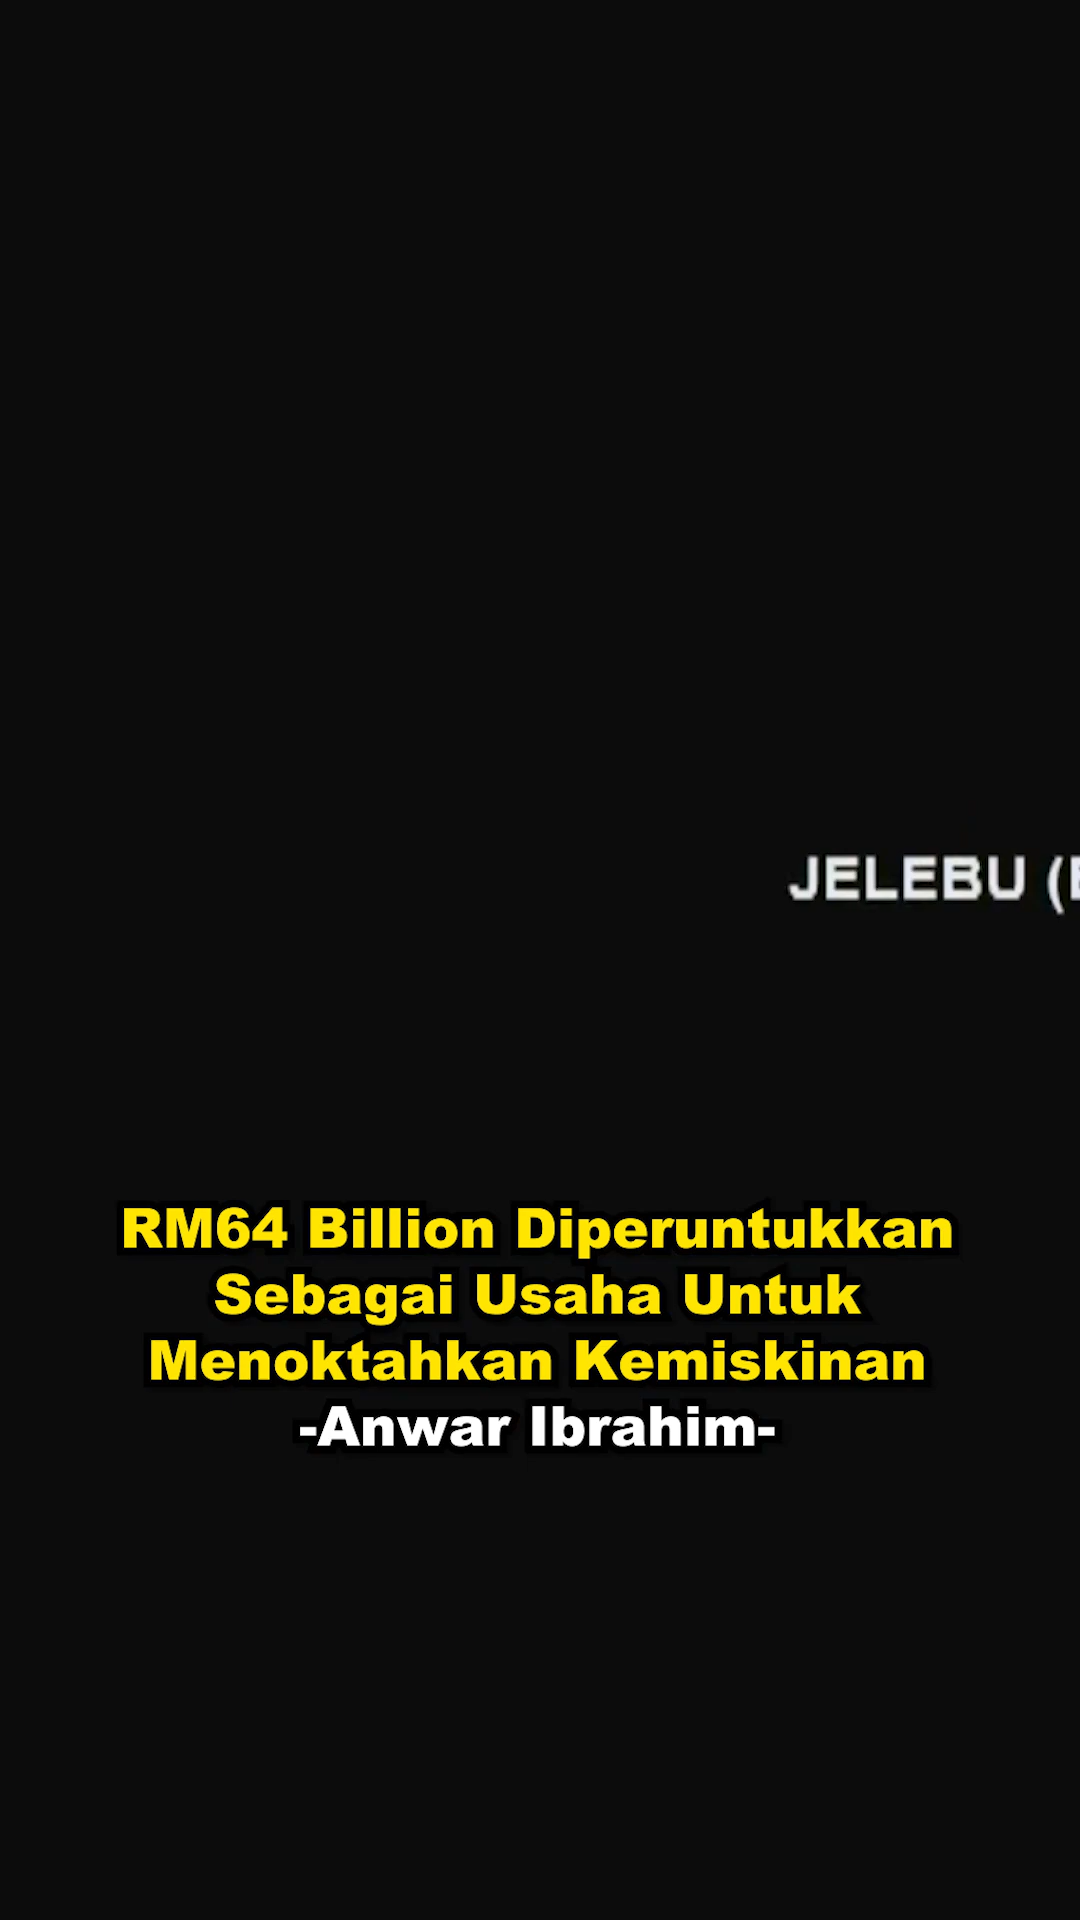 JELEBU (
RM64 Billion Diperuntukkan
Sebagai Usaha Untuk
Menoktahkan Kemiskinan
-Anwar Ibrahim-